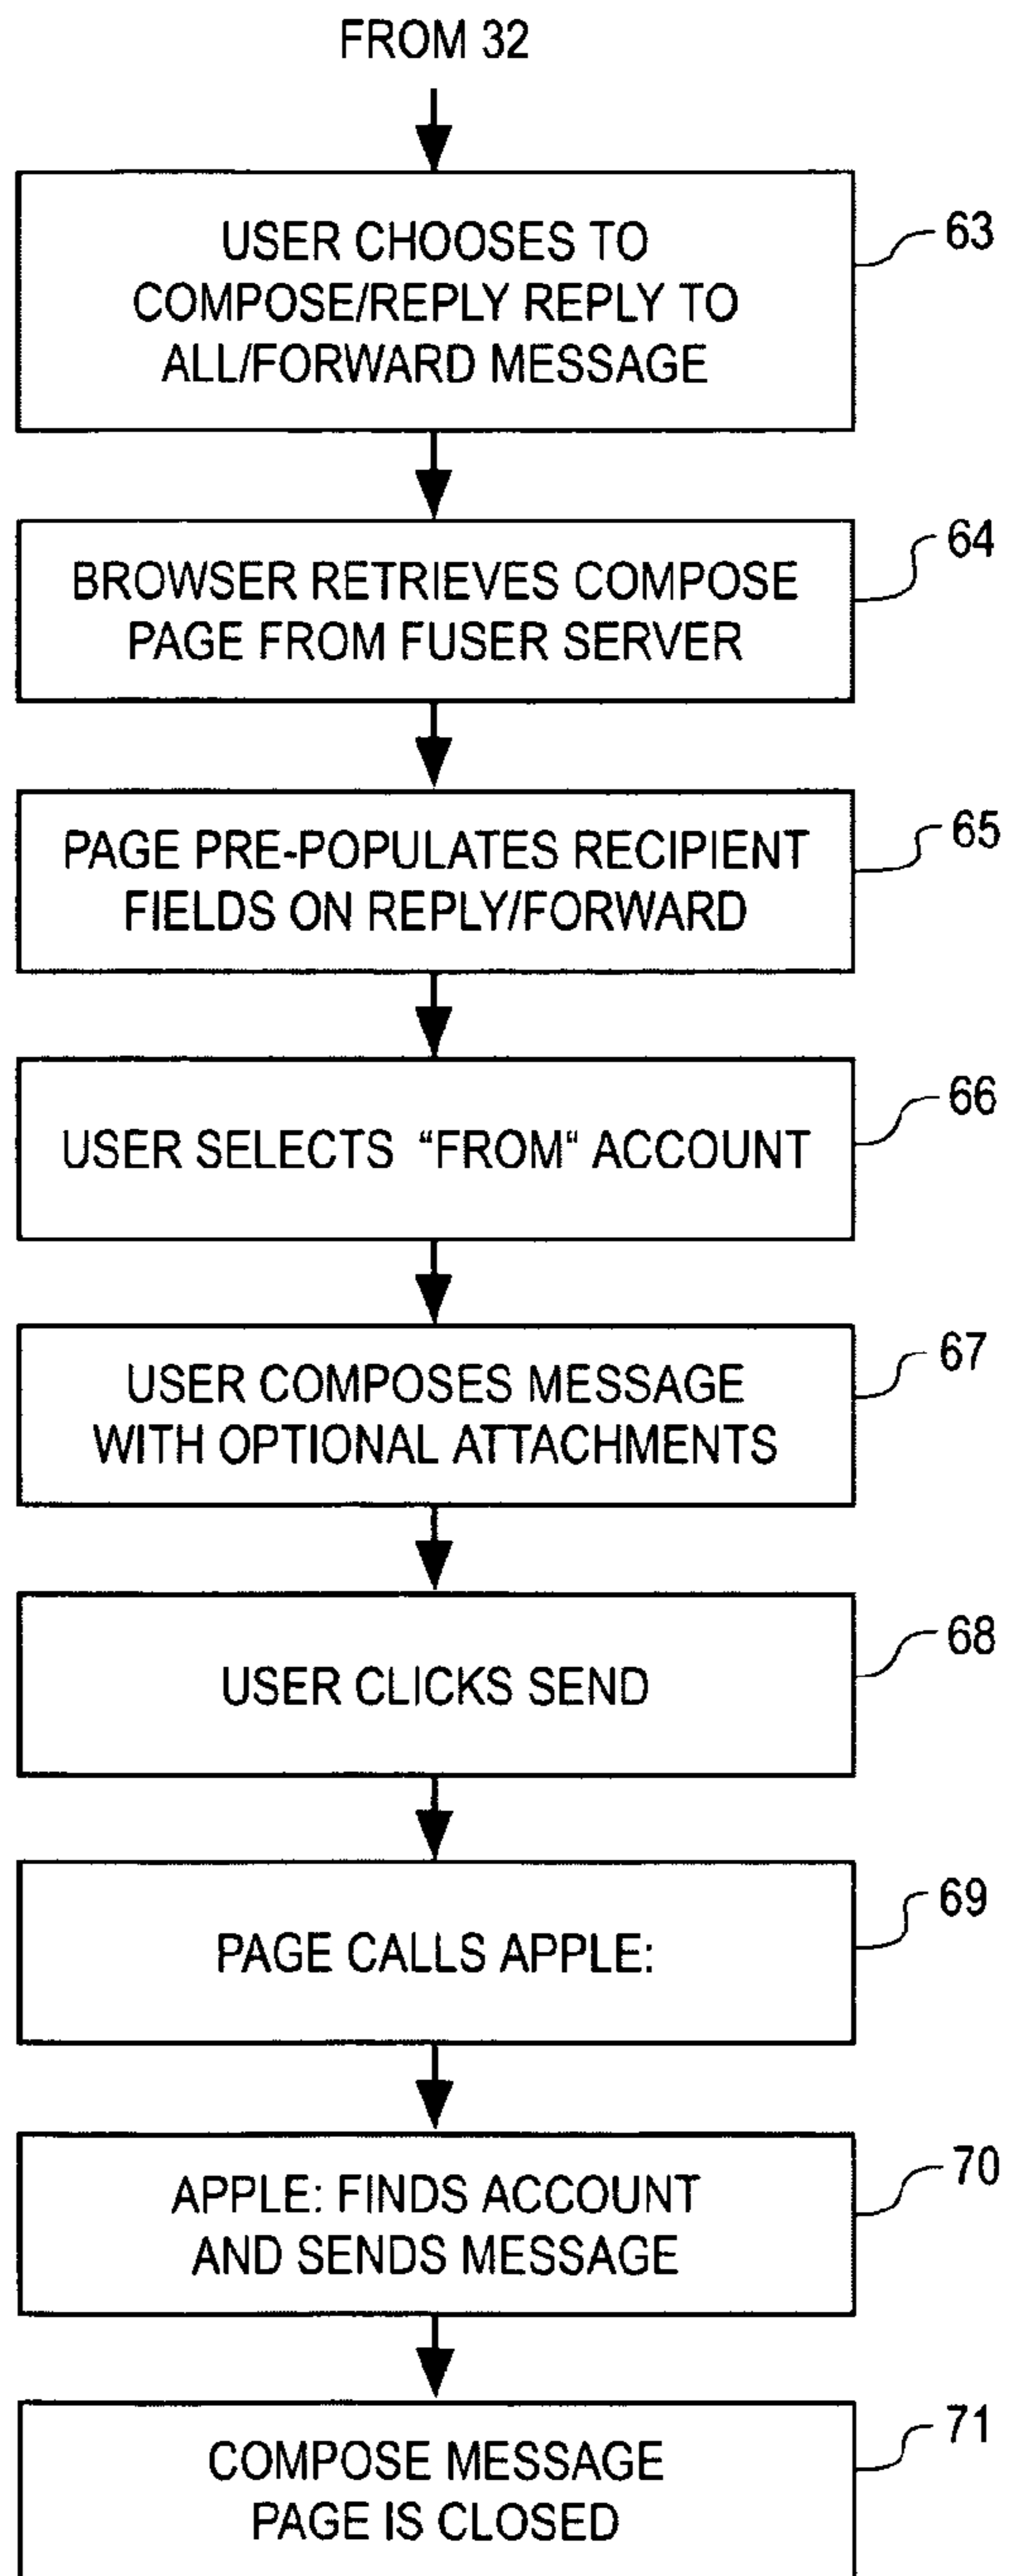 FROM 32
USER CHOOSES TO
COMPOSE/REPLY REPLY TO
ALL/FORWARD MESSAGE
63
BROWSER RETRIEVES COMPOSE
PAGE FROM FUSER SERVER
64
PAGE PRE-POPULATES RECIPIENT
FIELDS ON REPLY/FORWARD
65
USER SELECTS “FROM“ ACCOUNT
66
USER COMPOSES MESSAGE
WITH OPTIONAL ATTACHMENTS
67
USER CLICKS SEND
68
PAGE CALLS APPLE:
69
APPLE: FINDS ACCOUNT
AND SENDS MESSAGE
70
COMPOSE MESSAGE
PAGE IS CLOSED
71